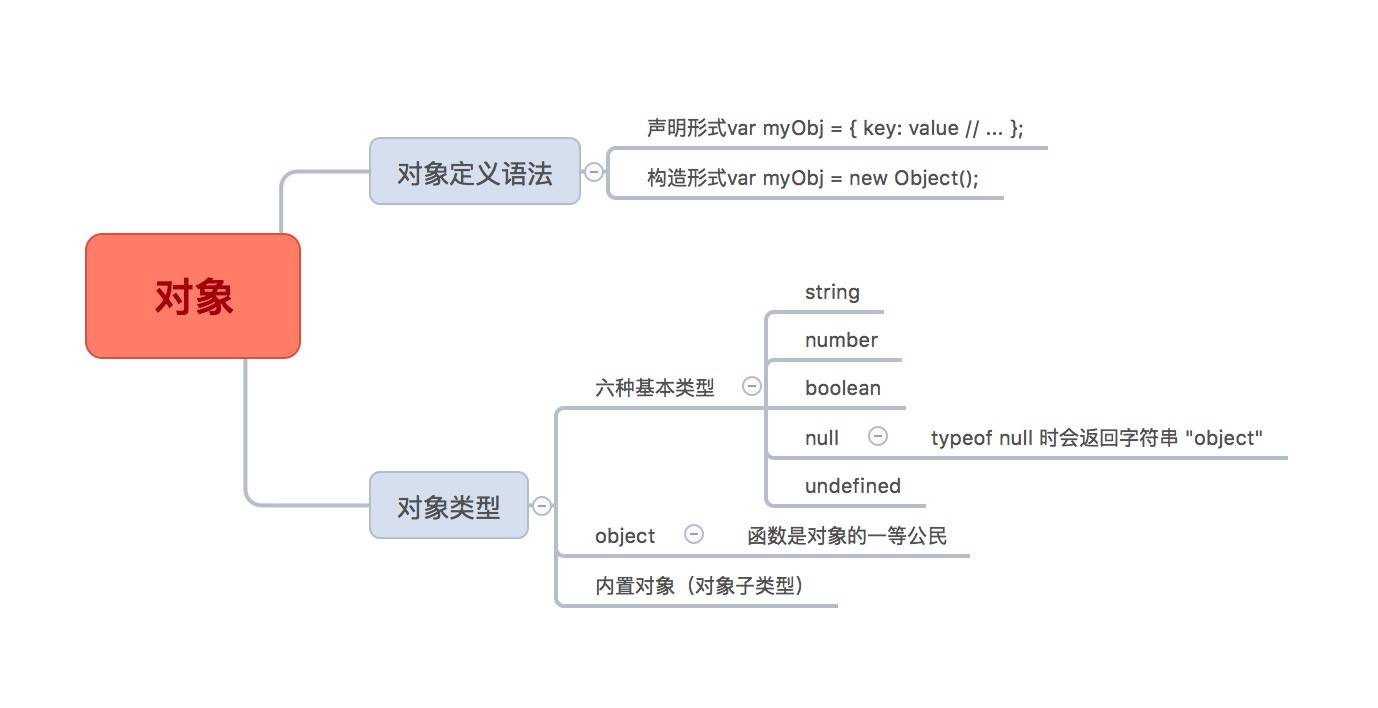 对象
对象定义语法
声明形式var myObj = { key: value // ... };
构造形式var myObj = new Object();
对象类型
六种基本类型
string
number
boolean
null
typeof null 时会返回字符串 "object"
undefined
object
函数是对象的一等公民
内置对象（对象子类型）